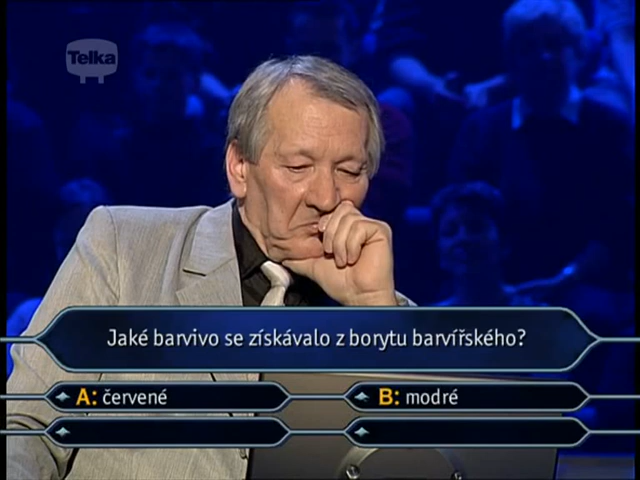 Telka
Jaké barvivo se získávalo z borytu barvířského?
A: červené
B: modré